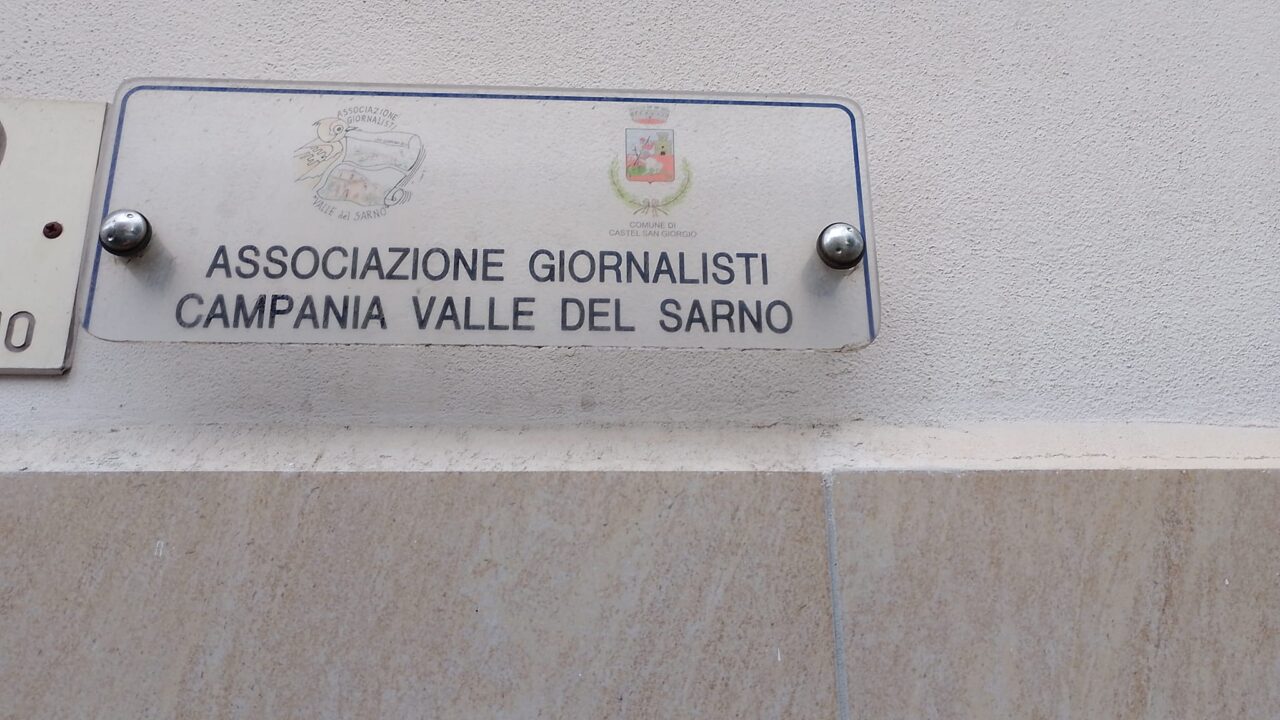 ASSOCIAZIONE
GIORNALISTI
VALLE del SARNO
COMUNE DI
CASTEL SAN GIORGIO
ASSOCIAZIONE GIORNALISTI
CAMPANIA VALLE DEL SARNO